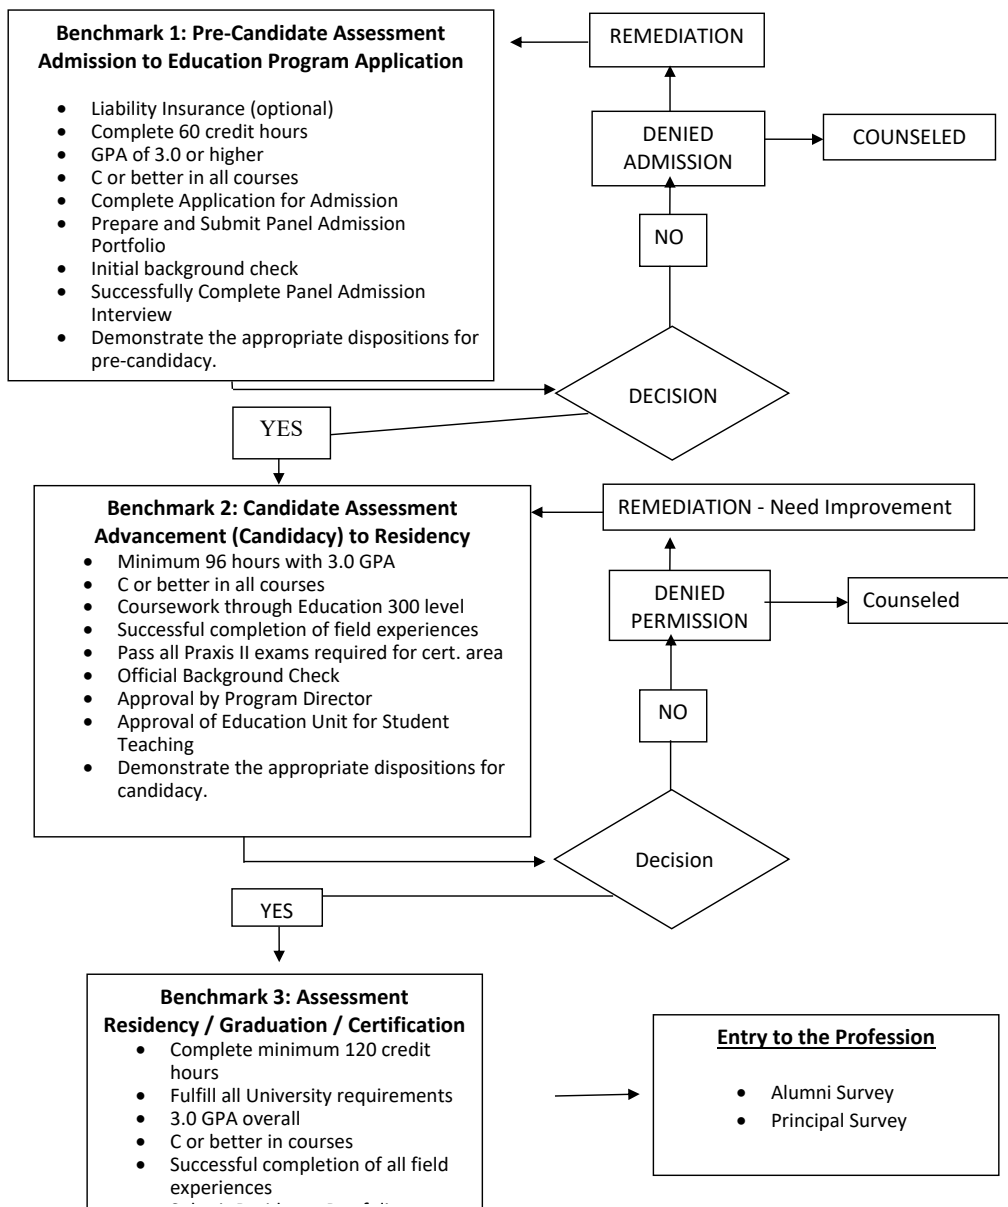 Benchmark 1: Pre-Candidate Assessment
Admission to Education Program Application
• Liability Insurance (optional)
• Complete 60 credit hours
• GPA of 3.0 or higher
• C or better in all courses
• Complete Application for Admission
• Prepare and Submit Panel Admission
Portfolio
• Initial background check
• Successfully Complete Panel Admission
Interview
• Demonstrate the appropriate dispositions for
pre-candidacy.
REMEDIATION
DENIED
ADMISSION
COUNSELED
NO
DECISION
YES
Benchmark 2: Candidate Assessment
Advancement (Candidacy) to Residency
• Minimum 96 hours with 3.0 GPA
• C or better in all courses
• Coursework through Education 300 level
• Successful completion of field experiences
• Pass all Praxis II exams required for cert. area
• Official Background Check
• Approval by Program Director
• Approval of Education Unit for Student
Teaching
• Demonstrate the appropriate dispositions for
candidacy.
REMEDIATION - Need Improvement
DENIED
PERMISSION
Counseled
NO
Decision
YES
Benchmark 3: Assessment
Residency / Graduation / Certification
• Complete minimum 120 credit
hours
• Fulfill all University requirements
• 3.0 GPA overall
• C or better in courses
• Successful completion of all field
experiences
Entry to the Profession
• Alumni Survey
• Principal Survey